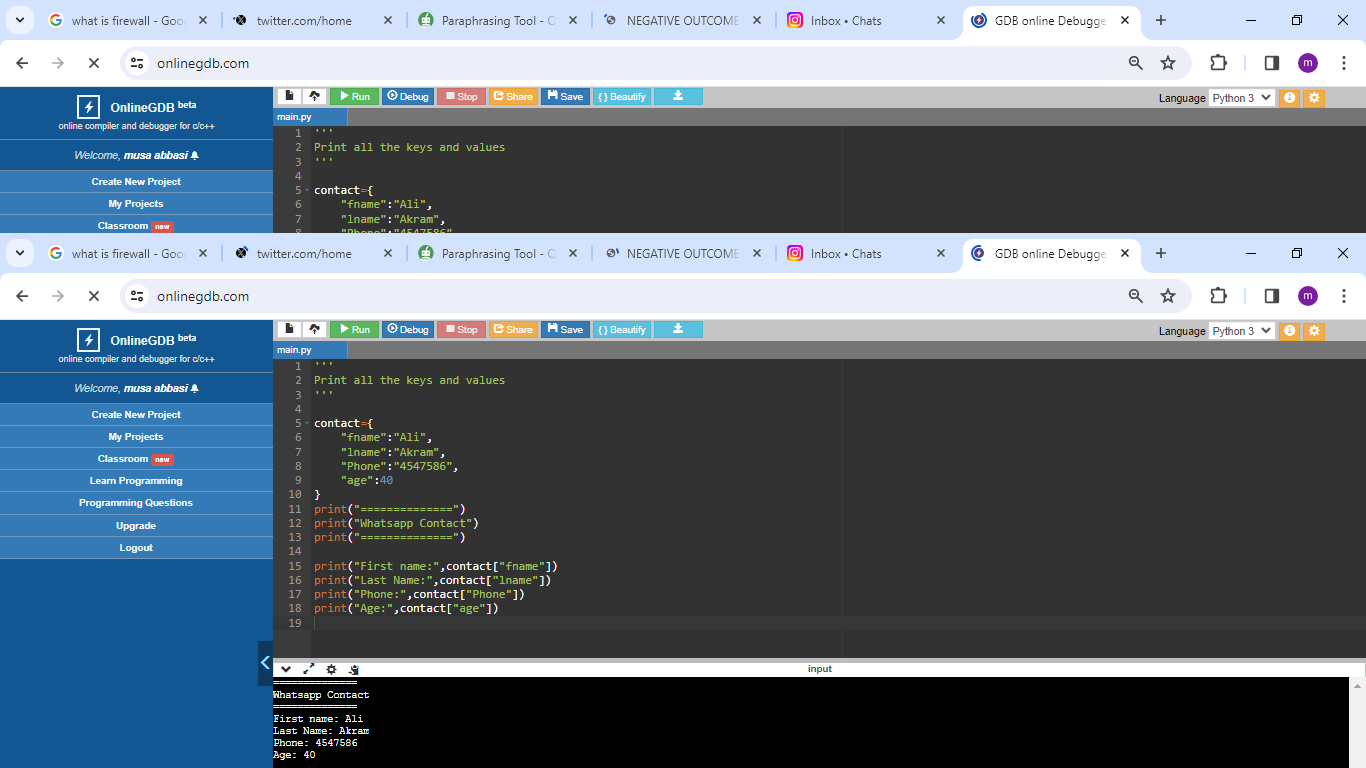 what is firewall - Goo
twitter.com/home
Paraphrasing Tool - Q
NEGATIVE OUTCOME
Inbox • Chats
GDB online Debugge
onlinegdb.com
m
OnlineGDB beta
online compiler and debugger for c/c++
Welcome, musa abbasi
Create New Project
My Projects
Classroom new
Run Debug Stop Share Save { } Beautify
Language Python 3
main.py
1 '''
2 Print all the keys and values
3 '''
4
5 contact={
6 "fname":"Ali",
7 "lname":"Akram",
8 "Phone":"4547586"
what is firewall - Goo
twitter.com/home
Paraphrasing Tool - Q
NEGATIVE OUTCOME
Inbox • Chats
GDB online Debugge
onlinegdb.com
m
OnlineGDB beta
online compiler and debugger for c/c++
Welcome, musa abbasi
Create New Project
My Projects
Classroom new
Learn Programming
Programming Questions
Upgrade
Logout
Run Debug Stop Share Save { } Beautify
Language Python 3
main.py
1 '''
2 Print all the keys and values
3 '''
4
5 contact={
6 "fname":"Ali",
7 "lname":"Akram",
8 "Phone":"4547586",
9 "age":40
10 }
11 print("==============")
12 print("Whatsapp Contact")
13 print("==============")
14
15 print("First name:",contact["fname"])
16 print("Last Name:",contact["lname"])
17 print("Phone:",contact["Phone"])
18 print("Age:",contact["age"])
19
input
==============
Whatsapp Contact
==============
First name: Ali
Last Name: Akram
Phone: 4547586
Age: 40